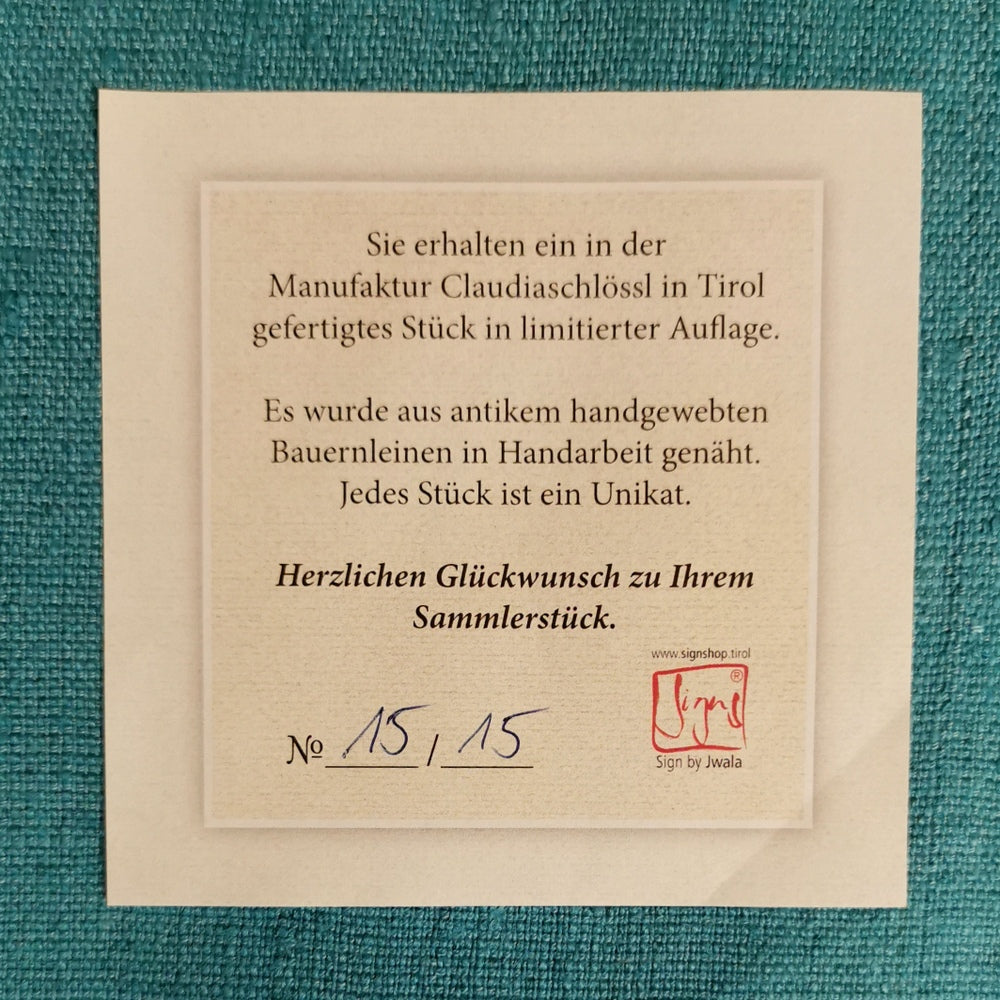 Sie erhalten ein in der
Manufaktur Claudiaschlössl in Tirol
gefertigtes Stück in limitierter Auflage.
Es wurde aus antikem handgewebten
Bauernleinen in Handarbeit genäht.
Jedes Stück ist ein Unikat.
Herzlichen Glückwunsch zu Ihrem
Sammlerstück.
www.signshop.tirol
Signs®
Sign by Jwala
№ 15 / 15